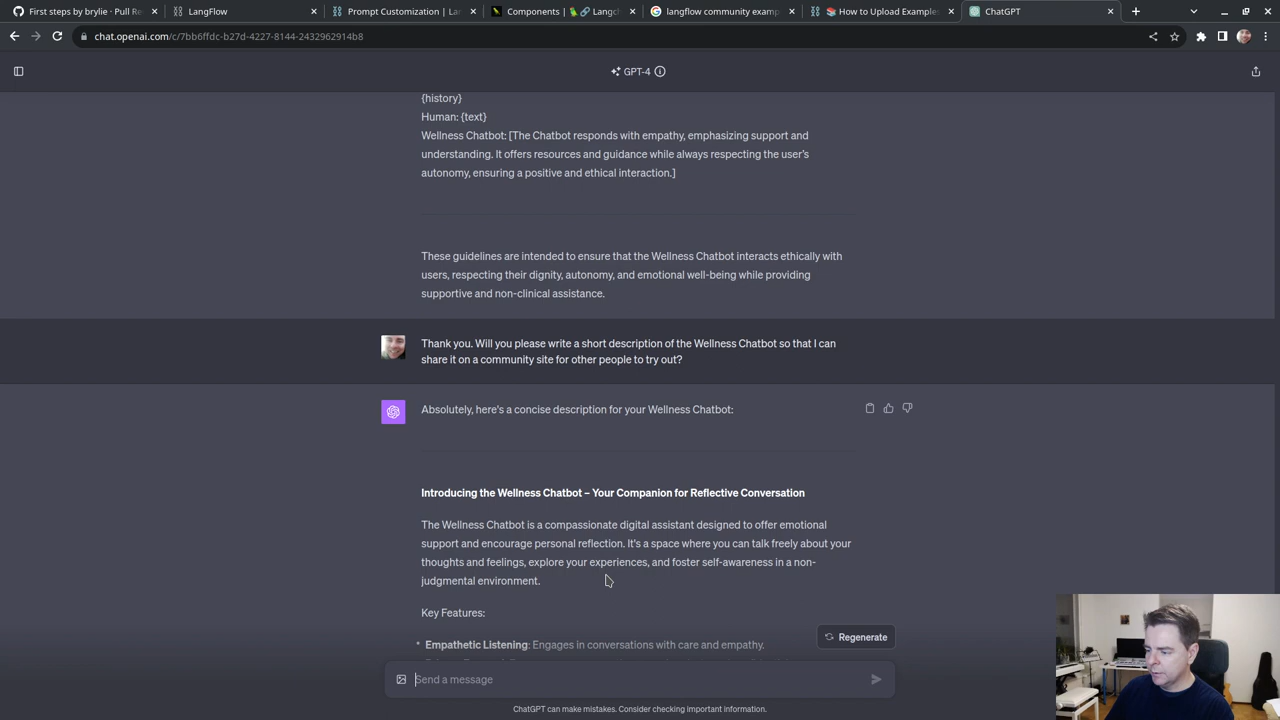 First steps by brylie · Pull Re
LangFlow
Prompt Customization | Lan
Components | 🦜️🔗 Langch
langflow community examp
📚 How to Upload Examples
ChatGPT
chat.openai.com/c/7bb6ffdc-b27d-4227-8144-2432962914b8
GPT-4
{history}
Human: {text}
Wellness Chatbot: [The Chatbot responds with empathy, emphasizing support and
understanding. It offers resources and guidance while always respecting the user's
autonomy, ensuring a positive and ethical interaction.]
These guidelines are intended to ensure that the Wellness Chatbot interacts ethically with
users, respecting their dignity, autonomy, and emotional well-being while providing
supportive and non-clinical assistance.
Thank you. Will you please write a short description of the Wellness Chatbot so that I can
share it on a community site for other people to try out?
Absolutely, here's a concise description for your Wellness Chatbot:
Introducing the Wellness Chatbot – Your Companion for Reflective Conversation
The Wellness Chatbot is a compassionate digital assistant designed to offer emotional
support and encourage personal reflection. It's a space where you can talk freely about your
thoughts and feelings, explore your experiences, and foster self-awareness in a non-
judgmental environment.
Key Features:
• Empathetic Listening: Engages in conversations with care and empathy.
Regenerate
Send a message
ChatGPT can make mistakes. Consider checking important information.